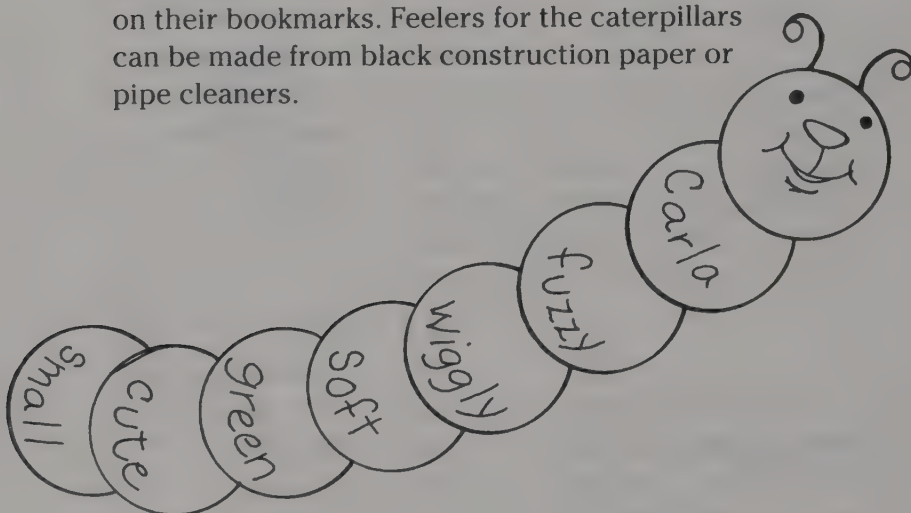 on their bookmarks. Feelers for the caterpillars
can be made from black construction paper or
pipe cleaners.
Carla
fuzzy
wiggly
Soft
green
cute
small